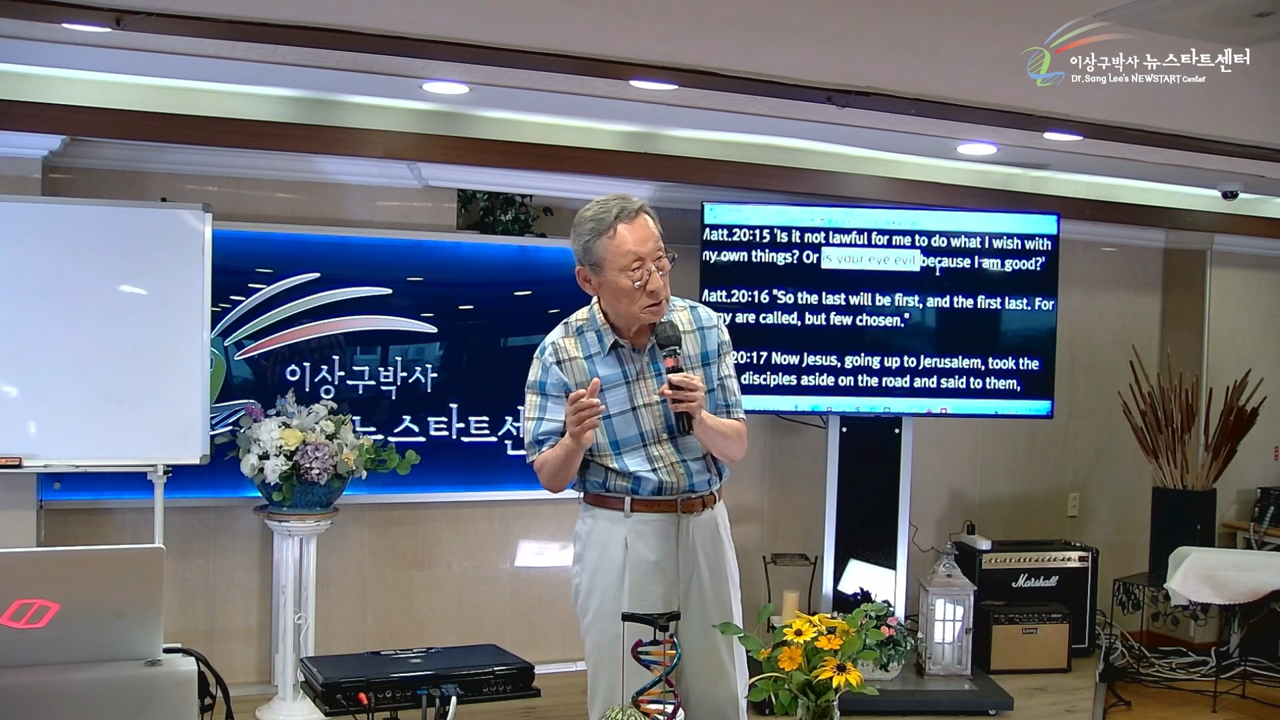 이상구박사 뉴스타트센터
Dr. Sang Lee's NEWSTART Center
Matt.20:15 'Is it not lawful for me to do what I wish with
my own things? Or is your eye evil because I am good?'
Matt.20:16 "So the last will be first, and the first last. For
my are called, but few chosen."
20:17 Now Jesus, going up to Jerusalem, took the
disciples aside on the road and said to them,
이상구박사
뉴스타트센
Marshall
Laney